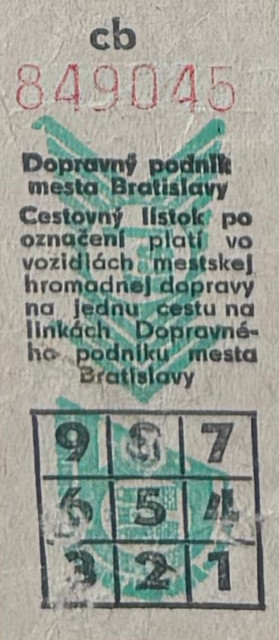 cb
849045
Dopravný podnik
mesta Bratislavy
Cestovný lístok po
označení platí vo
vozidlách mestskej
hromadnej dopravy
na jednu cestu na
linkách Dopravné-
ho podniku mesta
Bratislavy
9 8 7
6 5 4
3 2 1